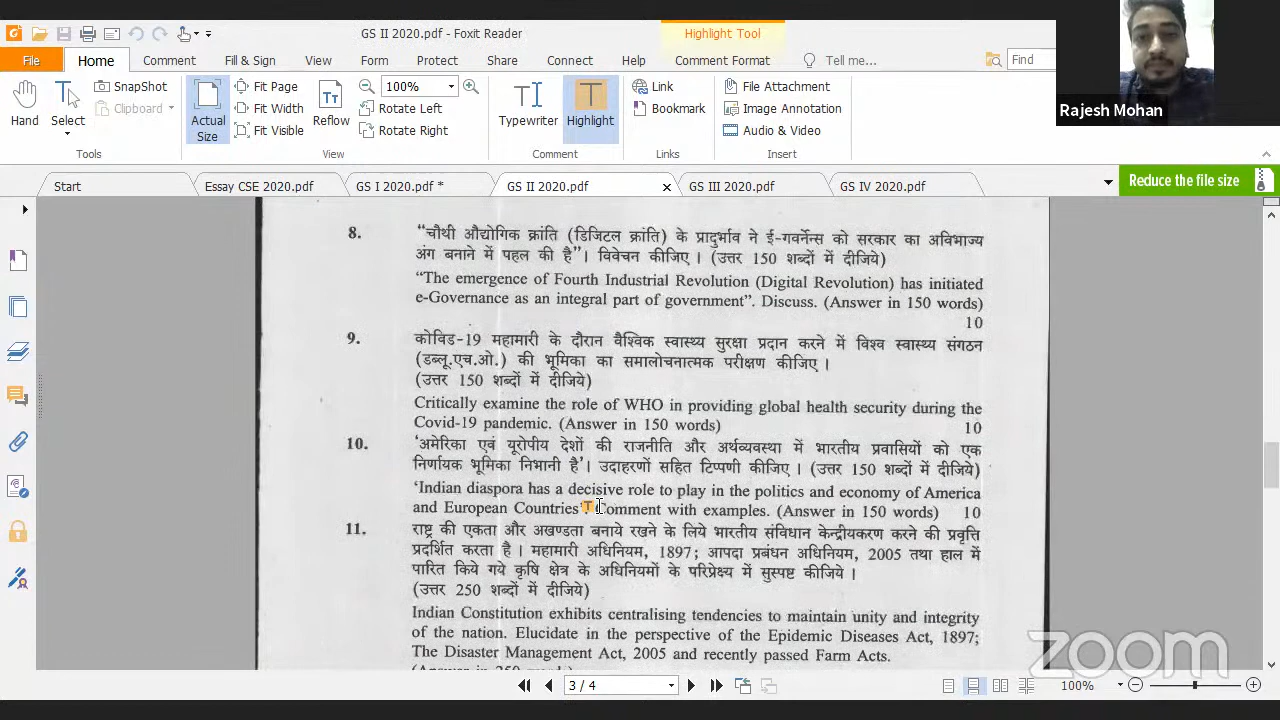 GS II 2020.pdf - Foxit Reader
Highlight Tool
File
Home
Comment
Fill & Sign
View
Form
Protect
Share
Connect
Help
Comment Format
Tell me...
Find
Rajesh Mohan
Hand
Select
SnapShot
Clipboard
Actual
Size
Fit Page
Fit Width
Fit Visible
Reflow
100%
Rotate Left
Rotate Right
Typewriter
Highlight
Link
Bookmark
File Attachment
Image Annotation
Audio & Video
Tools
View
Comment
Links
Insert
Start
Essay CSE 2020.pdf
GS I 2020.pdf *
GS II 2020.pdf
GS III 2020.pdf
GS IV 2020.pdf
Reduce the file size
8. "चौथी औद्योगिक क्रांति (डिजिटल क्रांति) के प्रादुर्भाव ने ई-गवर्नेन्स को सरकार का अविभाज्य
अंग बनाने में पहल की है"। विवेचन कीजिए। (उत्तर 150 शब्दों में दीजिये)
"The emergence of Fourth Industrial Revolution (Digital Revolution) has initiated
e-Governance as an integral part of government". Discuss. (Answer in 150 words)
10
9. कोविड-19 महामारी के दौरान वैश्विक स्वास्थ्य सुरक्षा प्रदान करने में विश्व स्वास्थ्य संगठन
(डब्लू.एच.ओ.) की भूमिका का समालोचनात्मक परीक्षण कीजिए।
(उत्तर 150 शब्दों में दीजिये)
Critically examine the role of WHO in providing global health security during the
Covid-19 pandemic. (Answer in 150 words) 10
10. 'अमेरिका एवं यूरोपीय देशों की राजनीति और अर्थव्यवस्था में भारतीय प्रवासियों को एक
निर्णायक भूमिका निभानी है'। उदाहरणों सहित टिप्पणी कीजिए। (उत्तर 150 शब्दों में दीजिये)
'Indian diaspora has a decisive role to play in the politics and economy of America
and European Countries'. Comment with examples. (Answer in 150 words) 10
11. राष्ट्र की एकता और अखण्डता बनाये रखने के लिये भारतीय संविधान केन्द्रीयकरण करने की प्रवृत्ति
प्रदर्शित करता है। महामारी अधिनियम, 1897; आपदा प्रबंधन अधिनियम, 2005 तथा हाल में
पारित किये गये कृषि क्षेत्र के अधिनियमों के परिप्रेक्ष्य में सुस्पष्ट कीजिये।
(उत्तर 250 शब्दों में दीजिये)
Indian Constitution exhibits centralising tendencies to maintain unity and integrity
of the nation. Elucidate in the perspective of the Epidemic Diseases Act, 1897;
The Disaster Management Act, 2005 and recently passed Farm Acts.
(Answer in 250 words)
zoom
3 / 4
100%